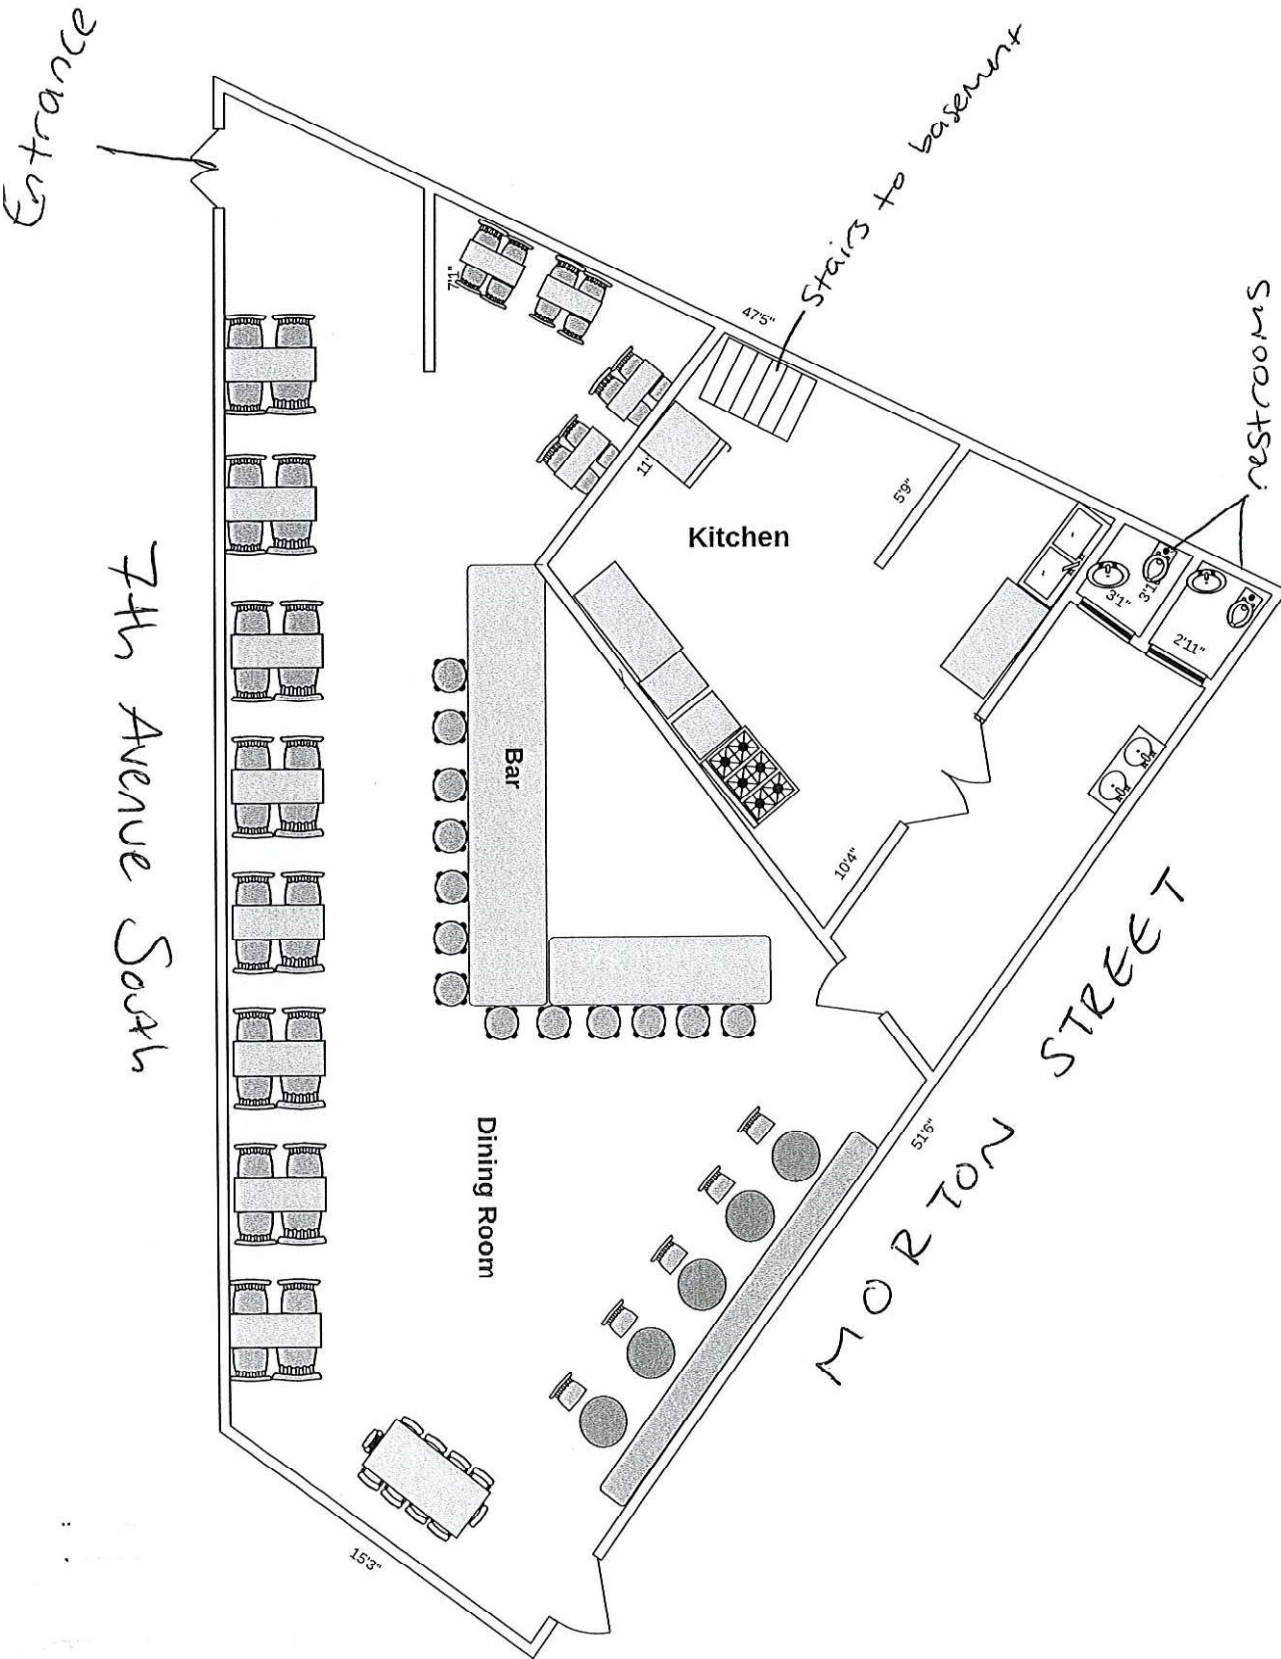 Entrance
Stairs to basement
restrooms
7'1"
47'5"
11'
5'9"
Kitchen
3'1"
3'1"
2'11"
Bar
10'4"
7th Avenue South
MORTON STREET
51'6"
Dining Room
15'3"